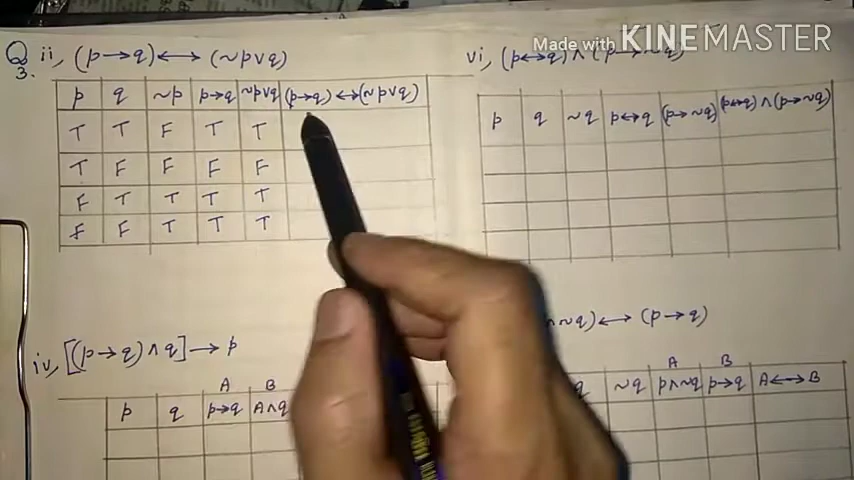 Made with KINEMASTER
Q 3. ii, (p→q)↔(~p∨q)
p q ~p p→q ~p∨q (p→q)↔(~p∨q)
T T F T T
T F F F F
F T T T T
F F T T T
vi, (p↔q)∧(p→~q)
p q ~q p↔q (p→~q) (p↔q)∧(p→~q)
iv, [(p→q)∧q]→p
A B
p q p→q A∧q
∧~q)↔(p→q)
A B
q ~q p∧~q p→q A↔B